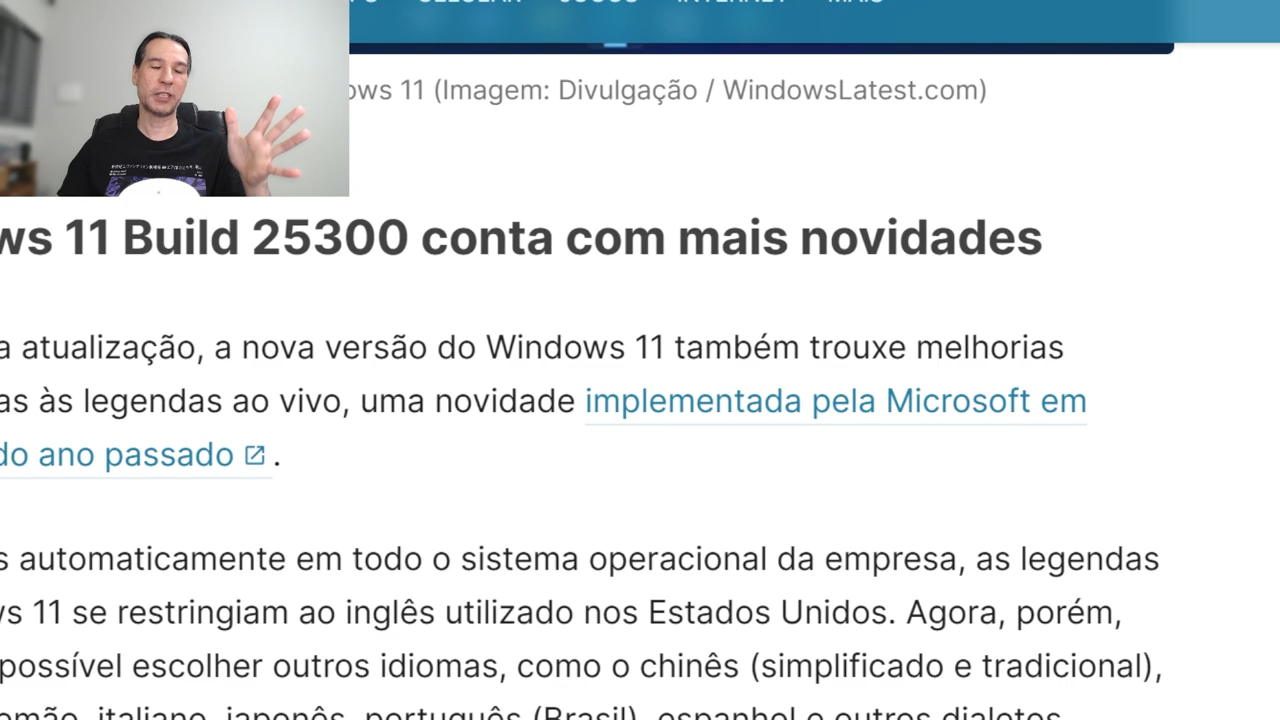 CELULAR JOGOS INTERNET MAIS
ows 11 (Imagem: Divulgação / WindowsLatest.com)
ws 11 Build 25300 conta com mais novidades
a atualização, a nova versão do Windows 11 também trouxe melhorias
as às legendas ao vivo, uma novidade implementada pela Microsoft em
do ano passado .
s automaticamente em todo o sistema operacional da empresa, as legendas
ws 11 se restringiam ao inglês utilizado nos Estados Unidos. Agora, porém,
possível escolher outros idiomas, como o chinês (simplificado e tradicional),
emão, italiano, japonês, português (Brasil), espanhol e outros dialetos